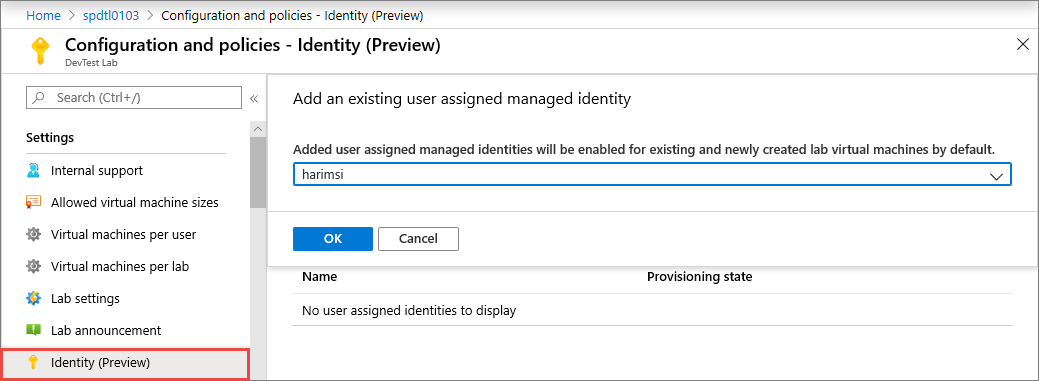 Home > spdtl0103 > Configuration and policies - Identity (Preview)
Configuration and policies - Identity (Preview)
DevTest Lab
Search (Ctrl+/)
Settings
Internal support
Allowed virtual machine sizes
Virtual machines per user
Virtual machines per lab
Lab settings
Lab announcement
Identity (Preview)
Add an existing user assigned managed identity
Added user assigned managed identities will be enabled for existing and newly created lab virtual machines by default.
harimsi
OK Cancel
Name Provisioning state
No user assigned identities to display